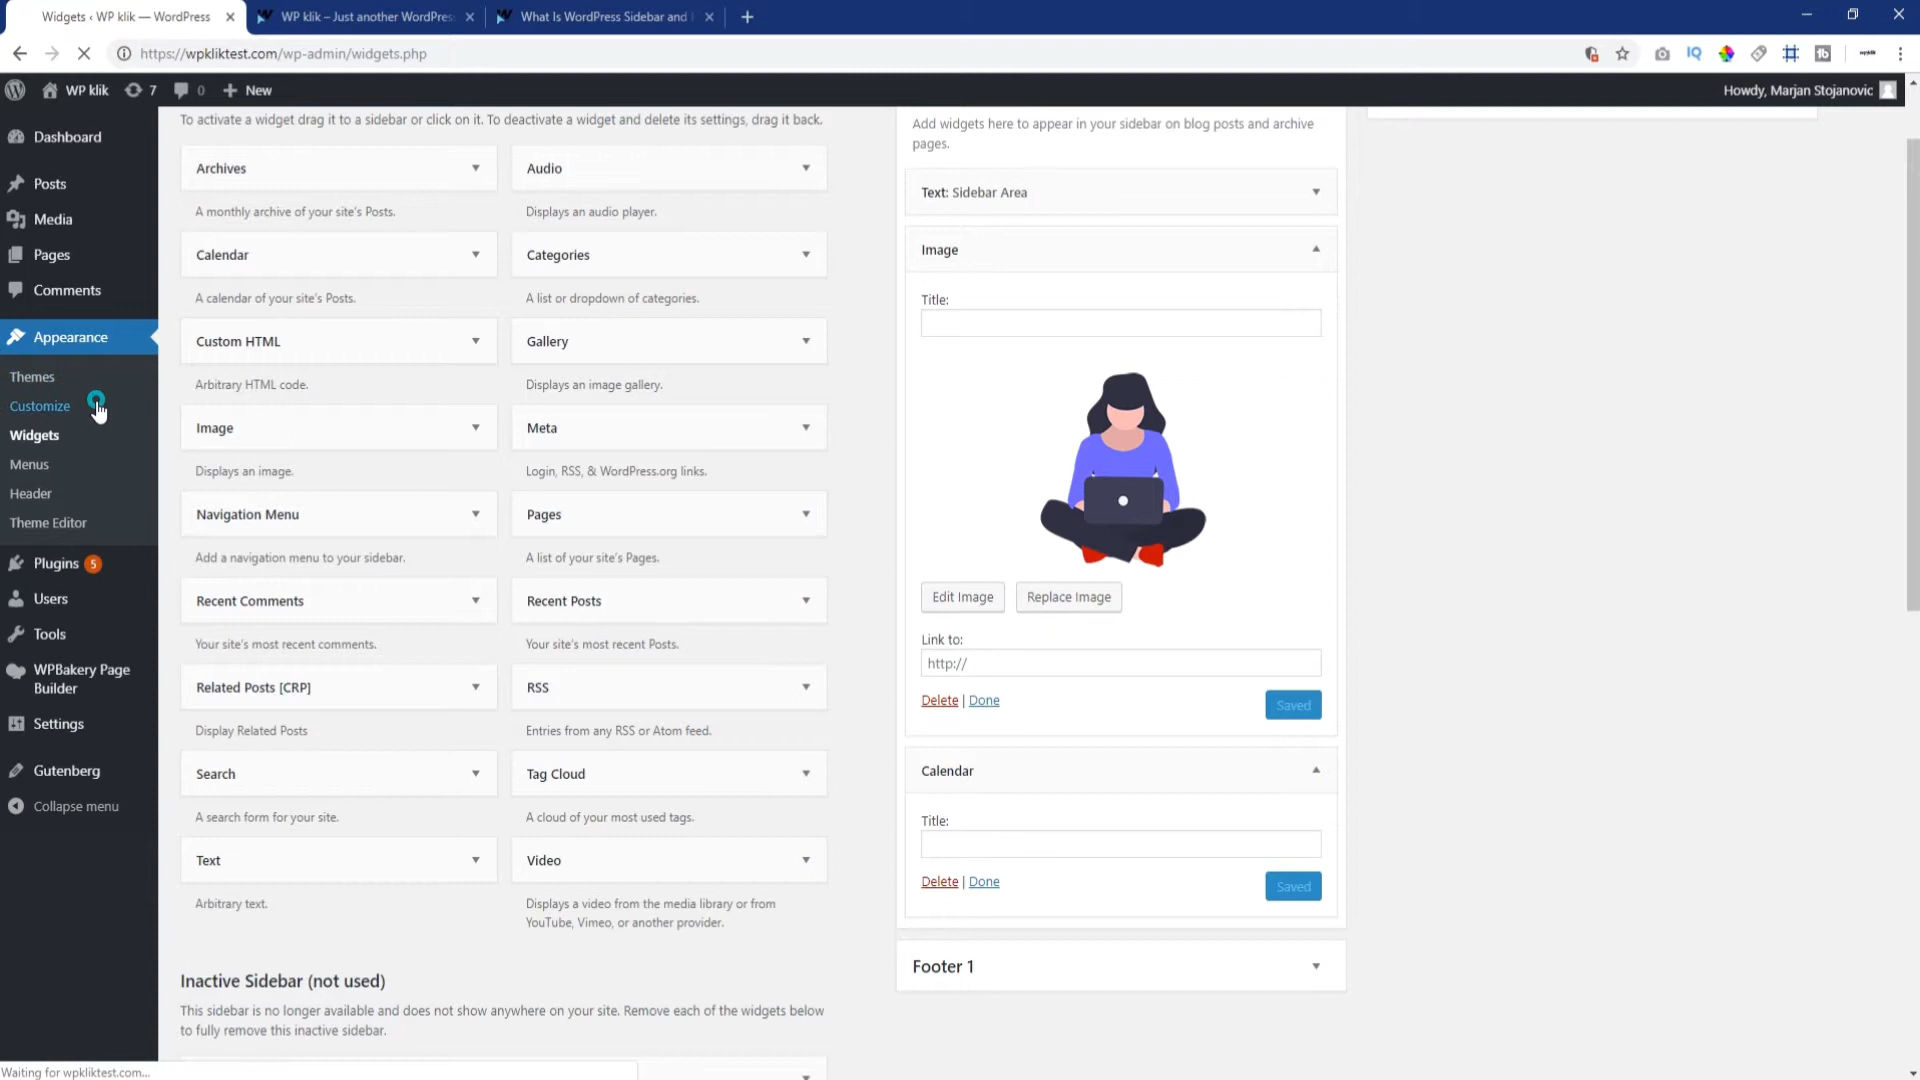 Widgets ‹ WP klik — WordPress
WP klik – Just another WordPres
What Is WordPress Sidebar and
https://wpkliktest.com/wp-admin/widgets.php
WP klik
7
0
New
Howdy, Marjan Stojanovic
Dashboard
Posts
Media
Pages
Comments
Appearance
Themes
Customize
Widgets
Menus
Header
Theme Editor
Plugins 5
Users
Tools
WPBakery Page
Builder
Settings
Gutenberg
Collapse menu
To activate a widget drag it to a sidebar or click on it. To deactivate a widget and delete its settings, drag it back.
Archives
Audio
A monthly archive of your site's Posts.
Displays an audio player.
Calendar
Categories
A calendar of your site's Posts.
A list or dropdown of categories.
Custom HTML
Gallery
Arbitrary HTML code.
Displays an image gallery.
Image
Meta
Displays an image.
Login, RSS, & WordPress.org links.
Navigation Menu
Pages
Add a navigation menu to your sidebar.
A list of your site's Pages.
Recent Comments
Recent Posts
Your site's most recent comments.
Your site's most recent Posts.
Related Posts [CRP]
RSS
Display Related Posts
Entries from any RSS or Atom feed.
Search
Tag Cloud
A search form for your site.
A cloud of your most used tags.
Text
Video
Arbitrary text.
Displays a video from the media library or from
YouTube, Vimeo, or another provider.
Inactive Sidebar (not used)
This sidebar is no longer available and does not show anywhere on your site. Remove each of the widgets below
to fully remove this inactive sidebar.
Add widgets here to appear in your sidebar on blog posts and archive
pages.
Text: Sidebar Area
Image
Title:
Edit Image
Replace Image
Link to:
http://
Delete | Done
Saved
Calendar
Title:
Delete | Done
Saved
Footer 1
Waiting for wpkliktest.com...